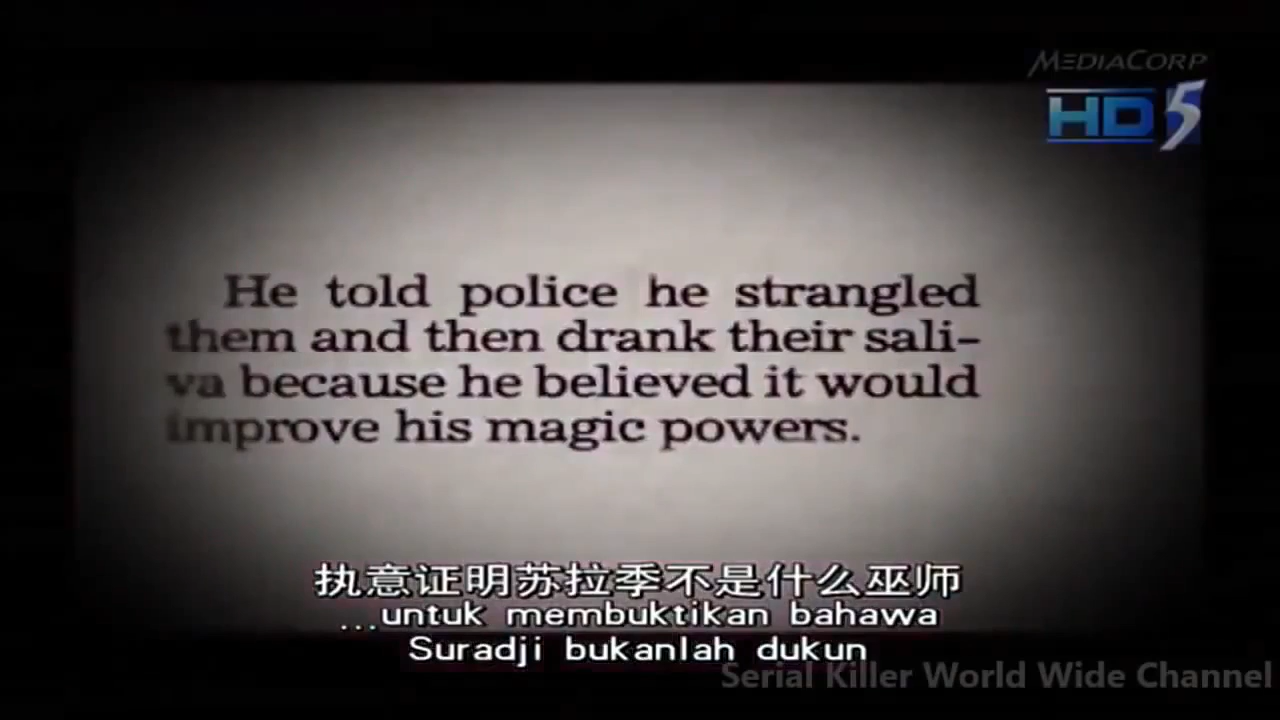 MEDIACORP
HD5
He told police he strangled
them and then drank their sali-
va because he believed it would
improve his magic powers.
执意证明苏拉季不是什么巫师
...untuk membuktikan bahawa
Suradji bukanlah dukun
Serial Killer World Wide Channel